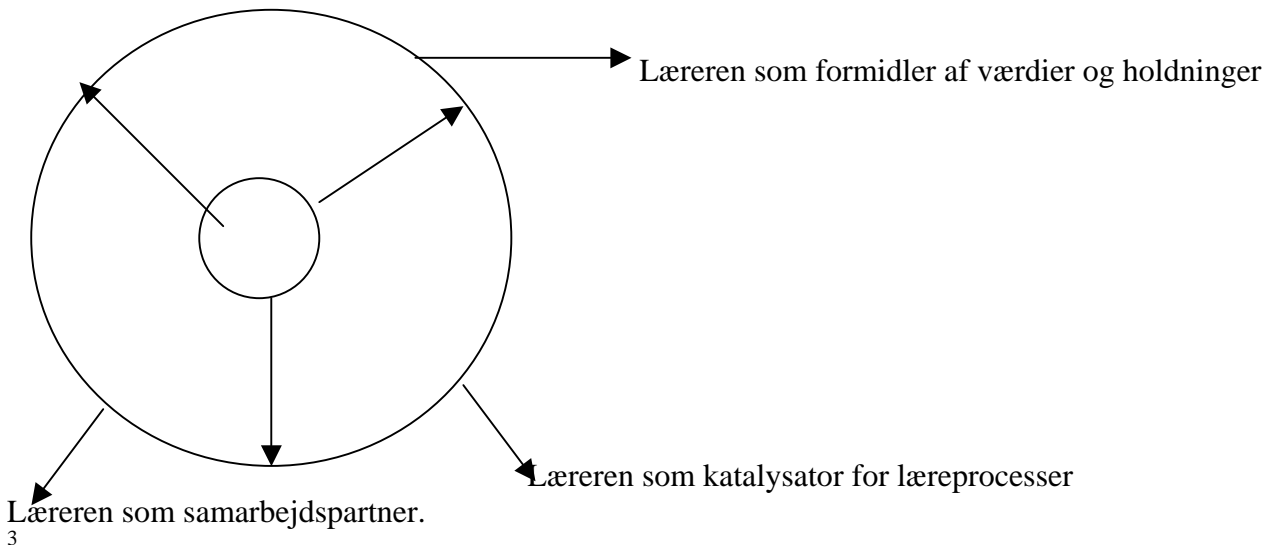 Læreren som formidler af værdier og holdninger
Læreren som katalysator for læreprocesser
Læreren som samarbejdspartner.
3